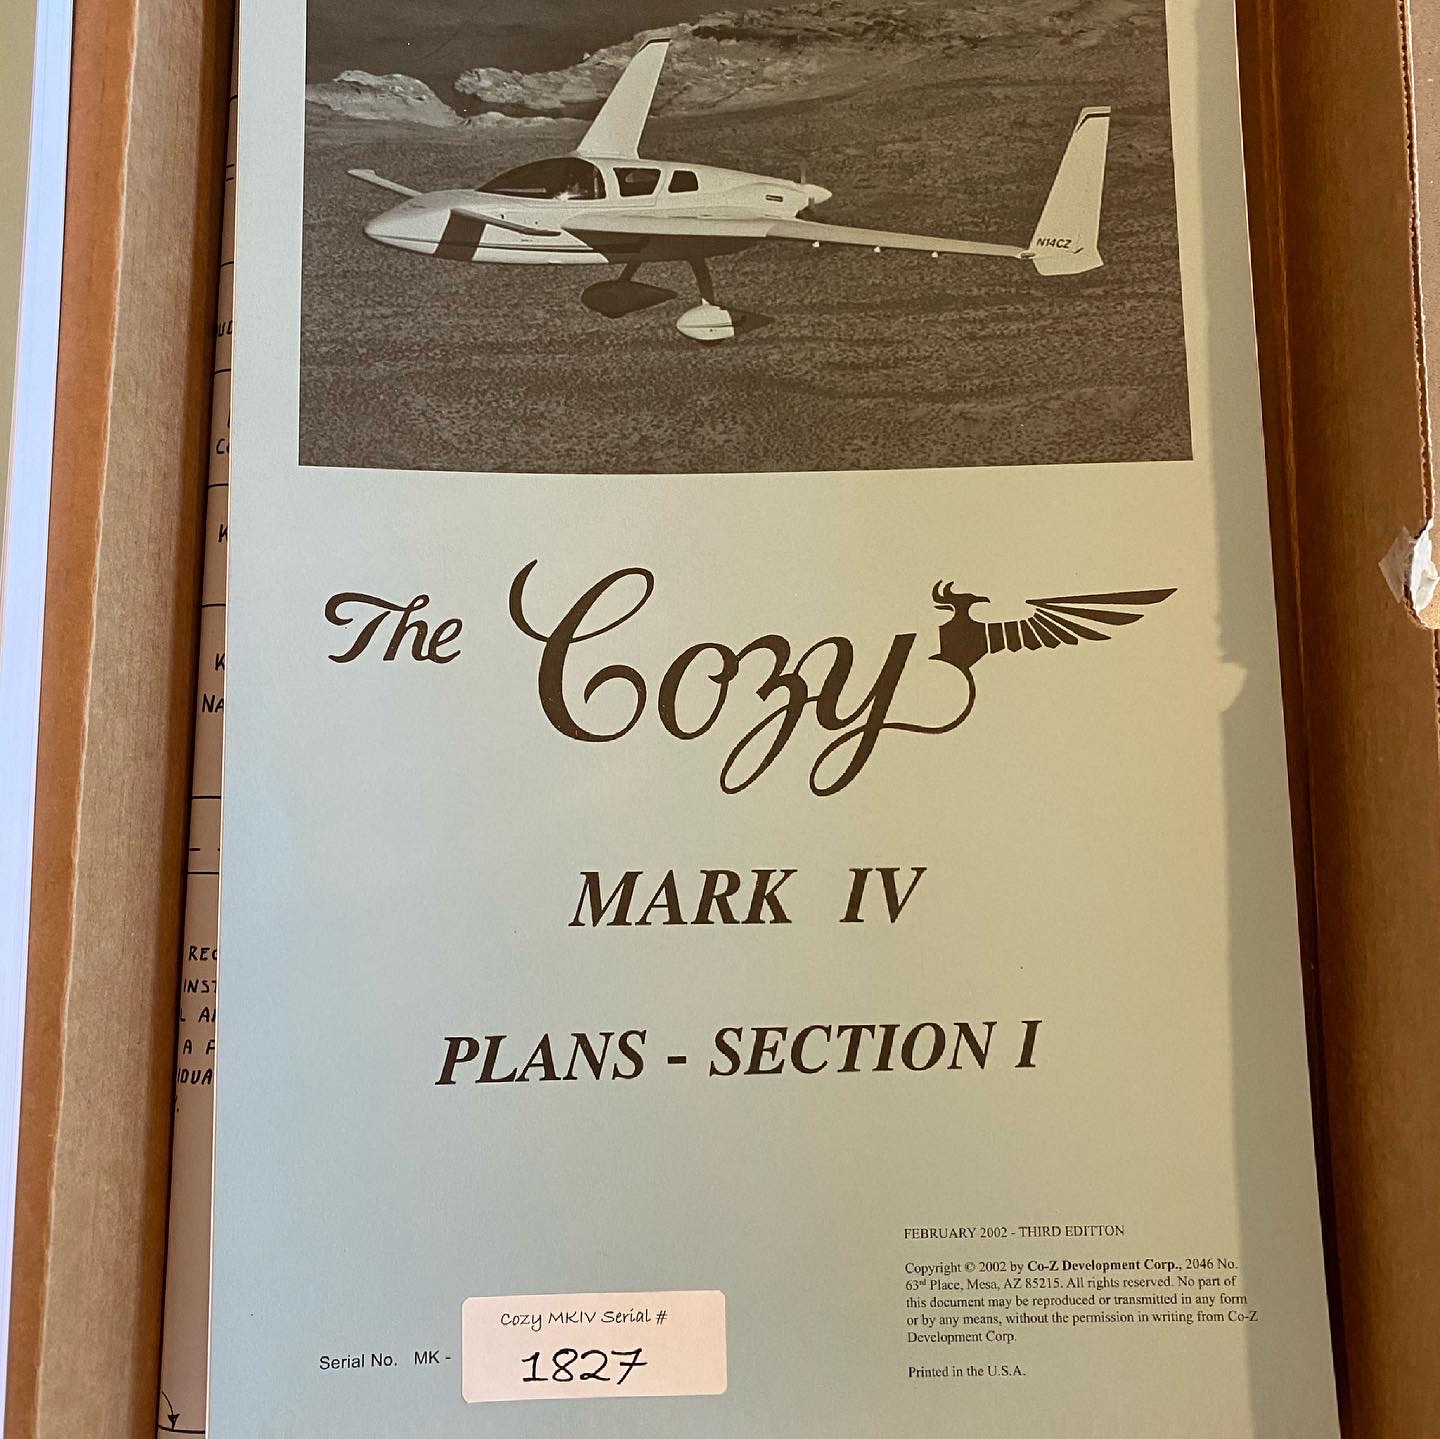 N14CZ
The Cozy
MARK IV
PLANS - SECTION I
FEBRUARY 2002 - THIRD EDITTON
Copyright © 2002 by Co-Z Development Corp., 2046 No.
63rd Place, Mesa, AZ 85215. All rights reserved. No part of
this document may be reproduced or transmitted in any form
or by any means, without the permission in writing from Co-Z
Development Corp.
Printed in the U.S.A.
Serial No. MK -
Cozy MKIV Serial #
1827